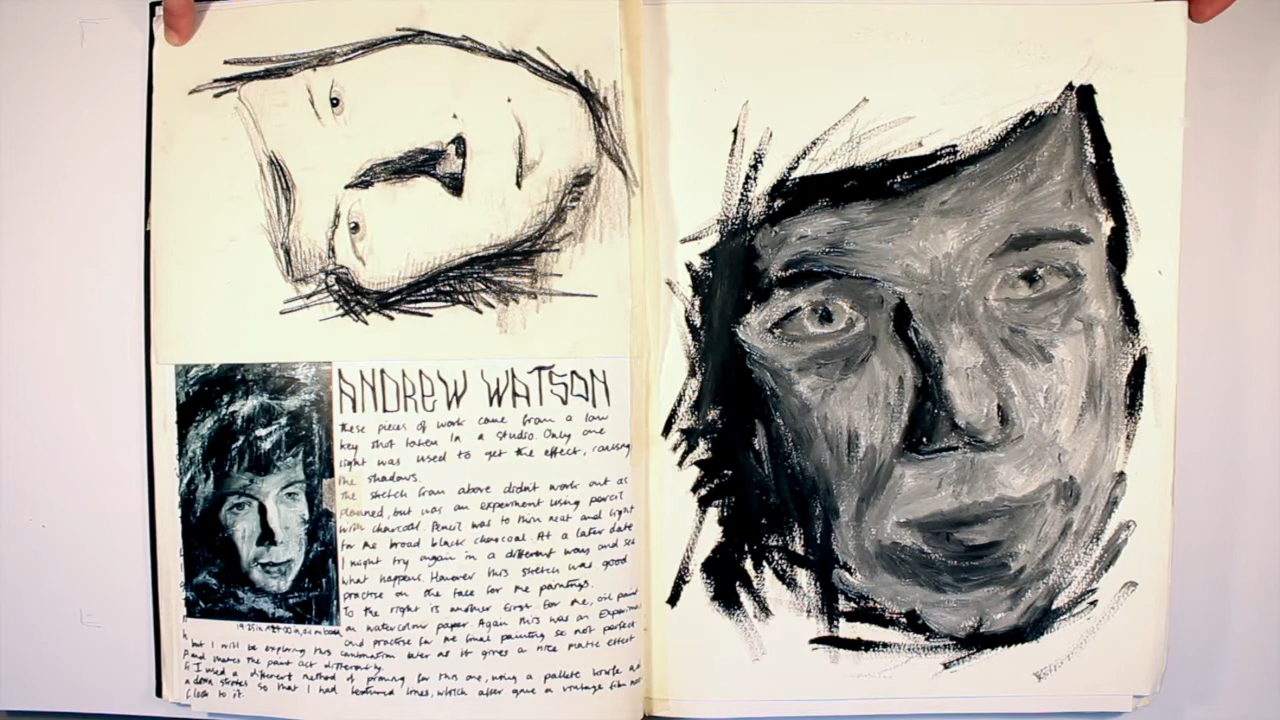 ANDREW WATSON
these pieces of work came from a low
key shot taken in a studio. Only one
light was used to get the effect, causing
the shadows.
The sketch from above didn't work out as
planned, but was an experiment using pencil
with charcoal. Pencil was to thin neat and light
for the broad black charcoal. At a later date
I might try again in a different way and see
what happens. However this sketch was good
practise on the face for the paintings.
To the right is another first for me, oil paint
on watercolour paper. Again this was an experiment
and practise for the final painting so not perfect
but I will be exploring this combination later as it gives a nice matte effect
and makes the paint act differently.
I used a different method of priming for this one, using a pallete knife and
down strokes so that I had textured lines, which after gave a vintage film
close to it.